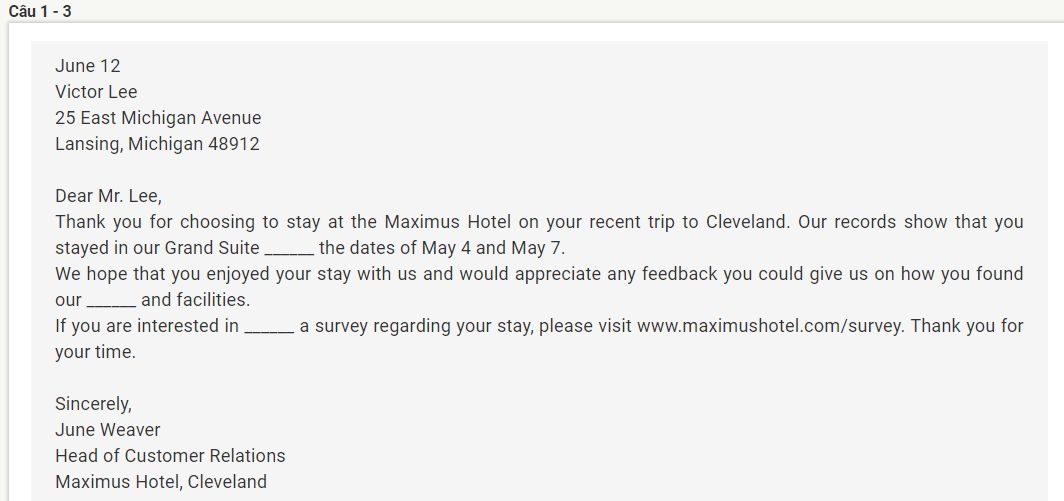 Câu 1 - 3
June 12
Victor Lee
25 East Michigan Avenue
Lansing, Michigan 48912
Dear Mr. Lee,
Thank you for choosing to stay at the Maximus Hotel on your recent trip to Cleveland. Our records show that you
stayed in our Grand Suite ______ the dates of May 4 and May 7.
We hope that you enjoyed your stay with us and would appreciate any feedback you could give us on how you found
our ______ and facilities.
If you are interested in ______ a survey regarding your stay, please visit www.maximushotel.com/survey. Thank you for
your time.
Sincerely,
June Weaver
Head of Customer Relations
Maximus Hotel, Cleveland